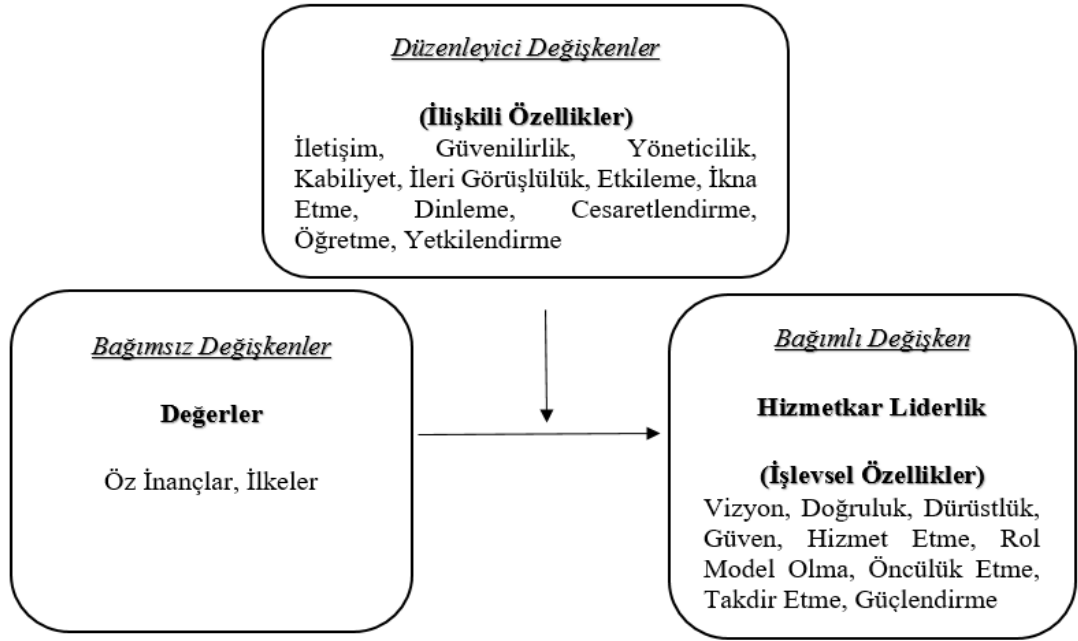 Düzenleyici Değişkenler
(İlişkili Özellikler)
İletişim, Güvenilirlik, Yöneticilik,
Kabiliyet, İleri Görüşlülük, Etkileme, İkna
Etme, Dinleme, Cesaretlendirme,
Öğretme, Yetkilendirme
Bağımsız Değişkenler
Değerler
Öz İnançlar, İlkeler
Bağımlı Değişken
Hizmetkar Liderlik
(İşlevsel Özellikler)
Vizyon, Doğruluk, Dürüstlük,
Güven, Hizmet Etme, Rol
Model Olma, Öncülük Etme,
Takdir Etme, Güçlendirme